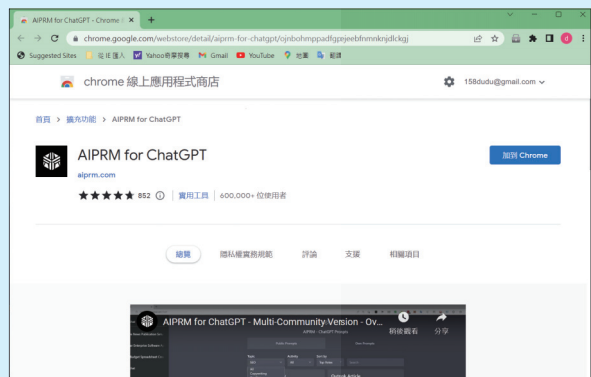 AIPRM for ChatGPT - Chrome
chrome.google.com/webstore/detail/aiprm-for-chatgpt/ojnbohmppadfgpejeebfnmnknjdlckgj
Suggested Sites 從 IE 匯入 Yahoo奇摩搜尋 Gmail YouTube 地圖 翻譯
chrome 線上應用程式商店
158dudu@gmail.com
首頁 > 擴充功能 > AIPRM for ChatGPT
AIPRM for ChatGPT
加到 Chrome
aiprm.com
852 實用工具 600,000+ 位使用者
總覽 隱私權實務規範 評論 支援 相關項目
AIPRM for ChatGPT - Multi-Community Version - Ov...
稍後觀看 分享
AIPRM - ChatGPT Prompts